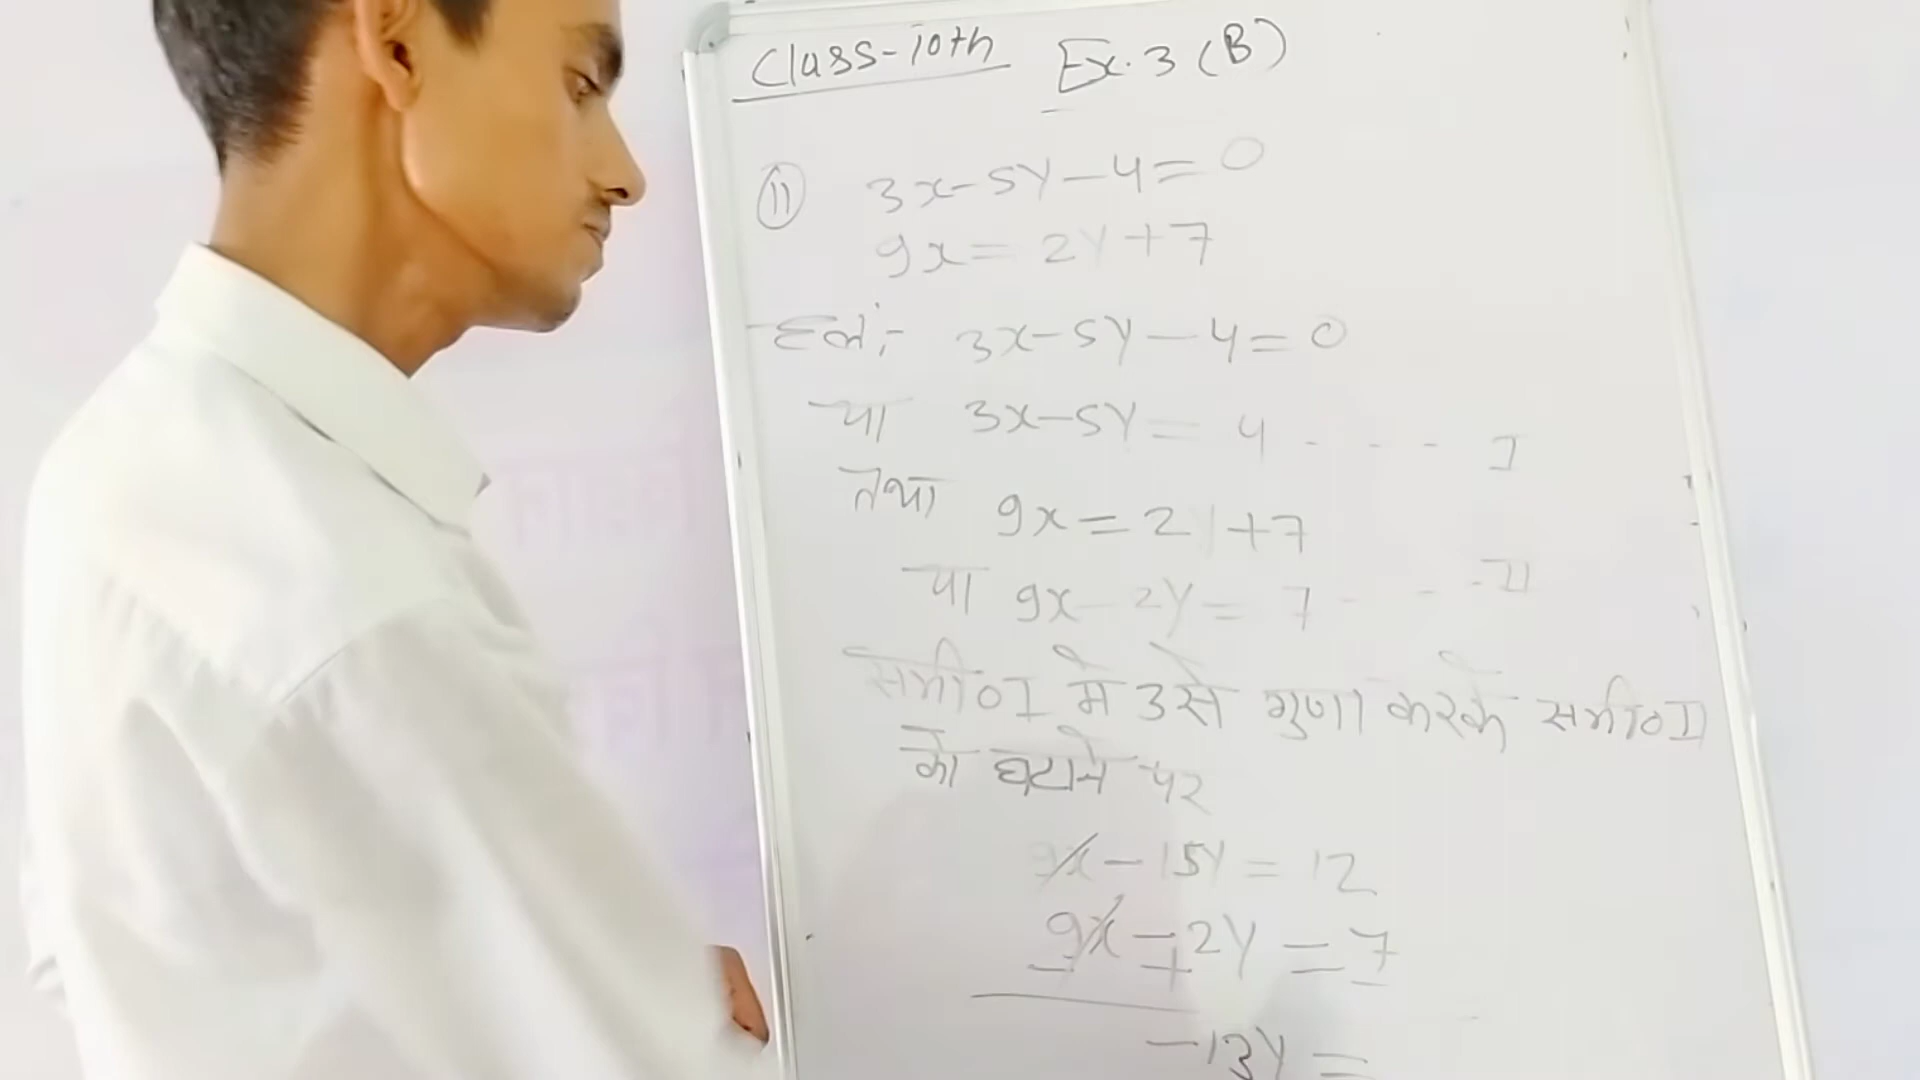 Class-10th Ex. 3 (B)
(ii) 3x-5y-4=0
9x=2y+7
हल:- 3x-5y-4=0
या 3x-5y=4 - - - - I
तथा 9x=2y+7
या 9x-2y=7 - - - II
समी०I मे 3 से गुणा करके समी०II
को घटाने पर
9x-15y=12
9x-2y=7
- + -
-13y=